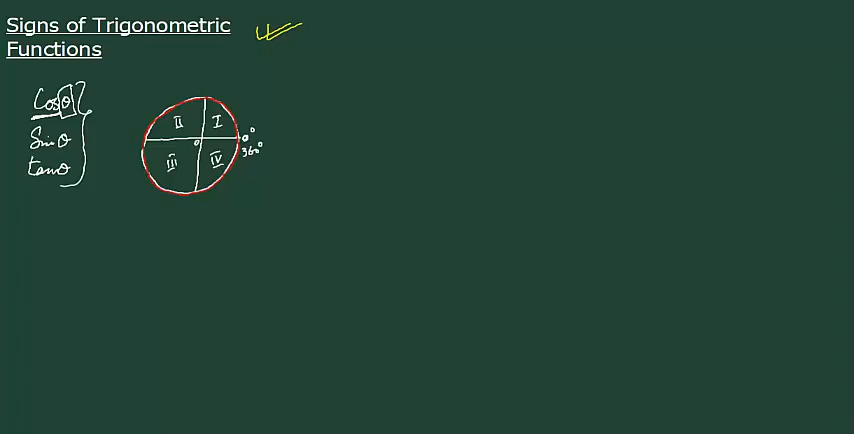 Signs of Trigonometric
Functions
Cosθ
Sinθ
tanθ
II I
0 0°
360°
III IV